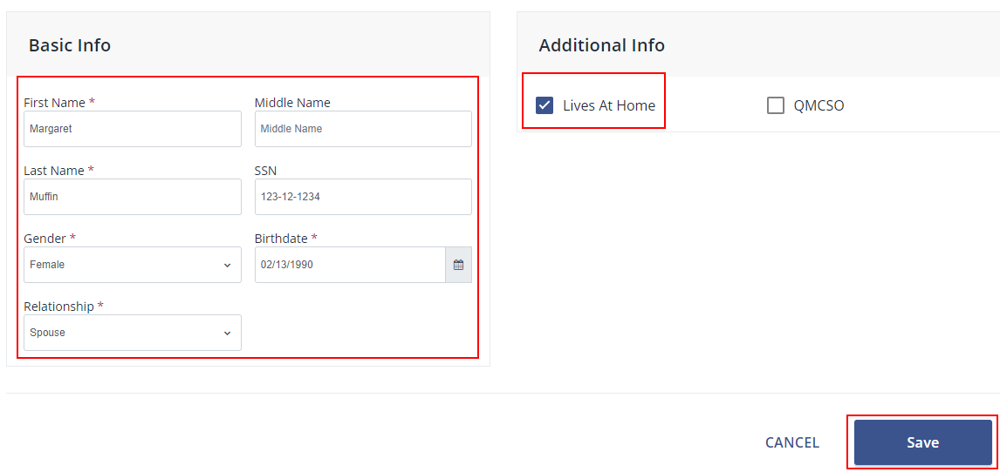 Basic Info
First Name *
Middle Name
Margaret
Middle Name
Last Name *
SSN
Muffin
123-12-1234
Gender *
Birthdate *
Female
02/13/1990
Relationship *
Spouse
Additional Info
Lives At Home
QMCSO
CANCEL
Save